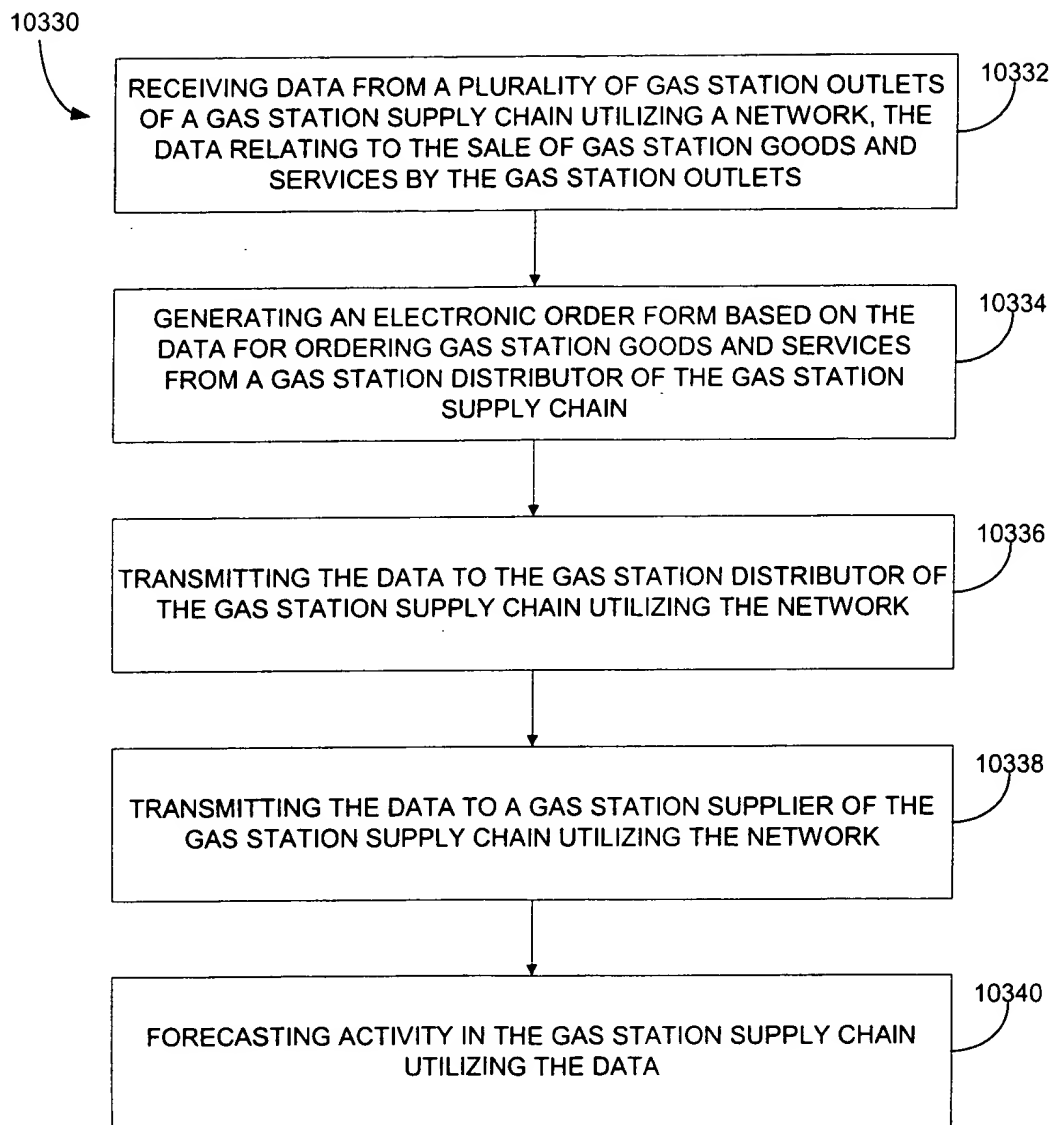 10330
10332
RECEIVING DATA FROM A PLURALITY OF GAS STATION OUTLETS
OF A GAS STATION SUPPLY CHAIN UTILIZING A NETWORK, THE
DATA RELATING TO THE SALE OF GAS STATION GOODS AND
SERVICES BY THE GAS STATION OUTLETS
10334
GENERATING AN ELECTRONIC ORDER FORM BASED ON THE
DATA FOR ORDERING GAS STATION GOODS AND SERVICES
FROM A GAS STATION DISTRIBUTOR OF THE GAS STATION
SUPPLY CHAIN
10336
TRANSMITTING THE DATA TO THE GAS STATION DISTRIBUTOR OF
THE GAS STATION SUPPLY CHAIN UTILIZING THE NETWORK
10338
TRANSMITTING THE DATA TO A GAS STATION SUPPLIER OF THE
GAS STATION SUPPLY CHAIN UTILIZING THE NETWORK
10340
FORECASTING ACTIVITY IN THE GAS STATION SUPPLY CHAIN
UTILIZING THE DATA